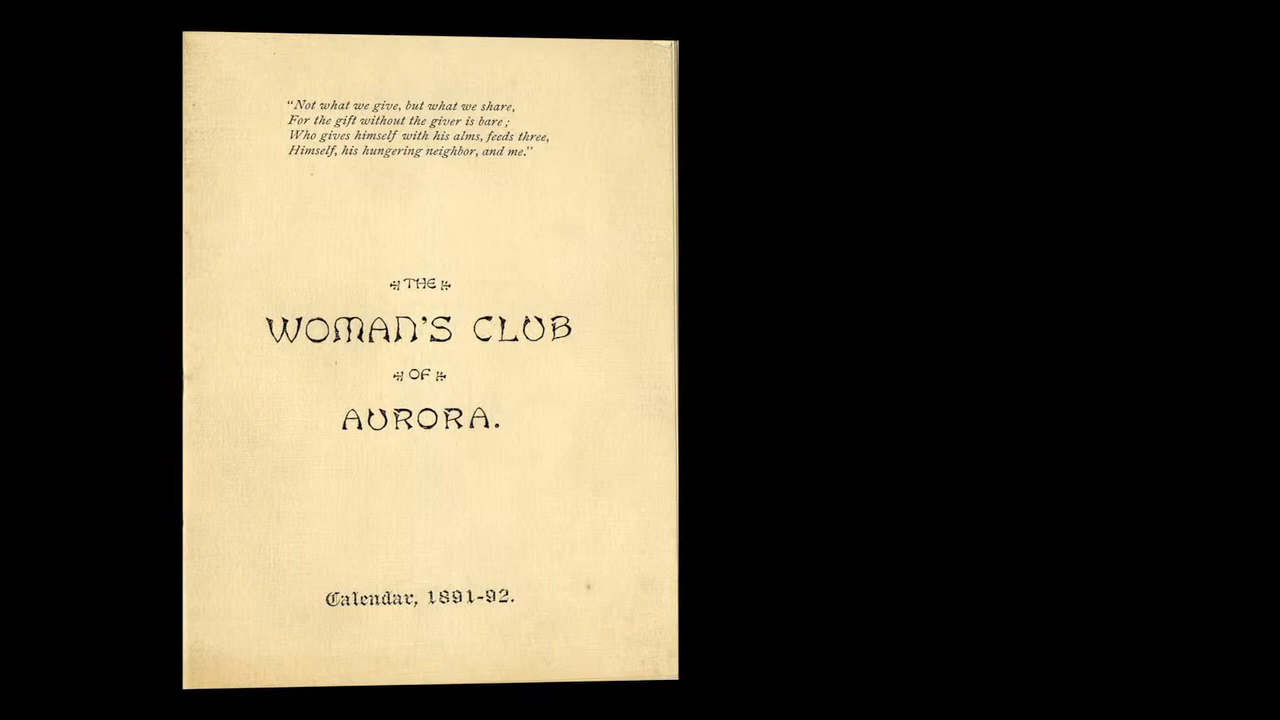 "Not what we give, but what we share,
For the gift without the giver is bare;
Who gives himself with his alms, feeds three,
Himself, his hungering neighbor, and me."
THE
WOMAN'S CLUB
OF
AURORA.
Calendar, 1891-92.